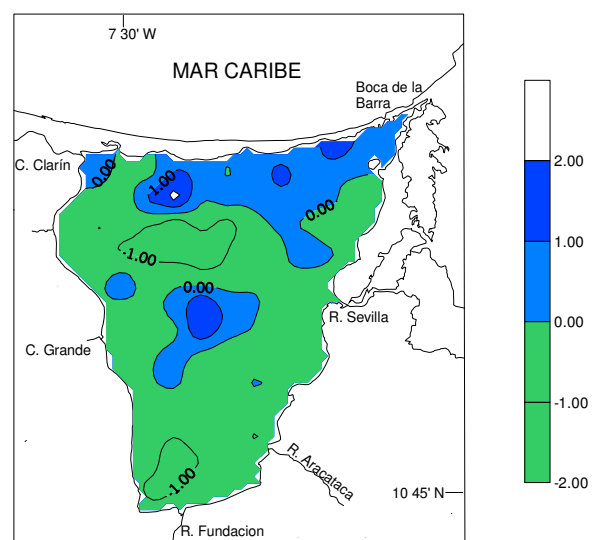 7 30' W
MAR CARIBE
Boca de la
Barra
C. Clarín
0.00
1.00
0.00
-1.00
0.00
R. Sevilla
C. Grande
-1.00
R. Aracataca
10 45' N
R. Fundacion
2.00
1.00
0.00
-1.00
-2.00